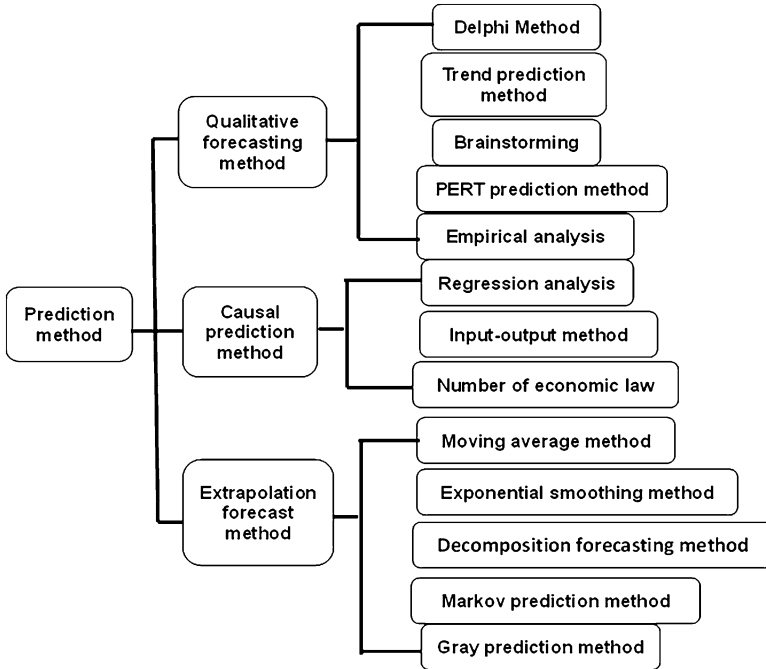 Delphi Method
Trend prediction
method
Qualitative
forecasting
method
Brainstorming
PERT prediction method
Empirical analysis
Prediction
method
Causal
prediction
method
Regression analysis
Input-output method
Number of economic law
Extrapolation
forecast
method
Moving average method
Exponential smoothing method
Decomposition forecasting method
Markov prediction method
Gray prediction method